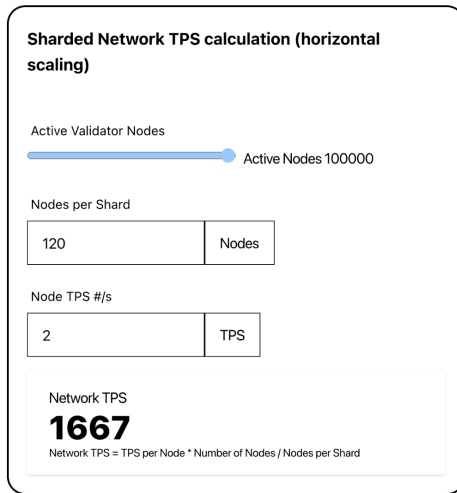 Sharded Network TPS calculation (horizontal
scaling)
Active Validator Nodes
Active Nodes 100000
Nodes per Shard
120 Nodes
Node TPS #/s
2 TPS
Network TPS
1667
Network TPS = TPS per Node * Number of Nodes / Nodes per Shard